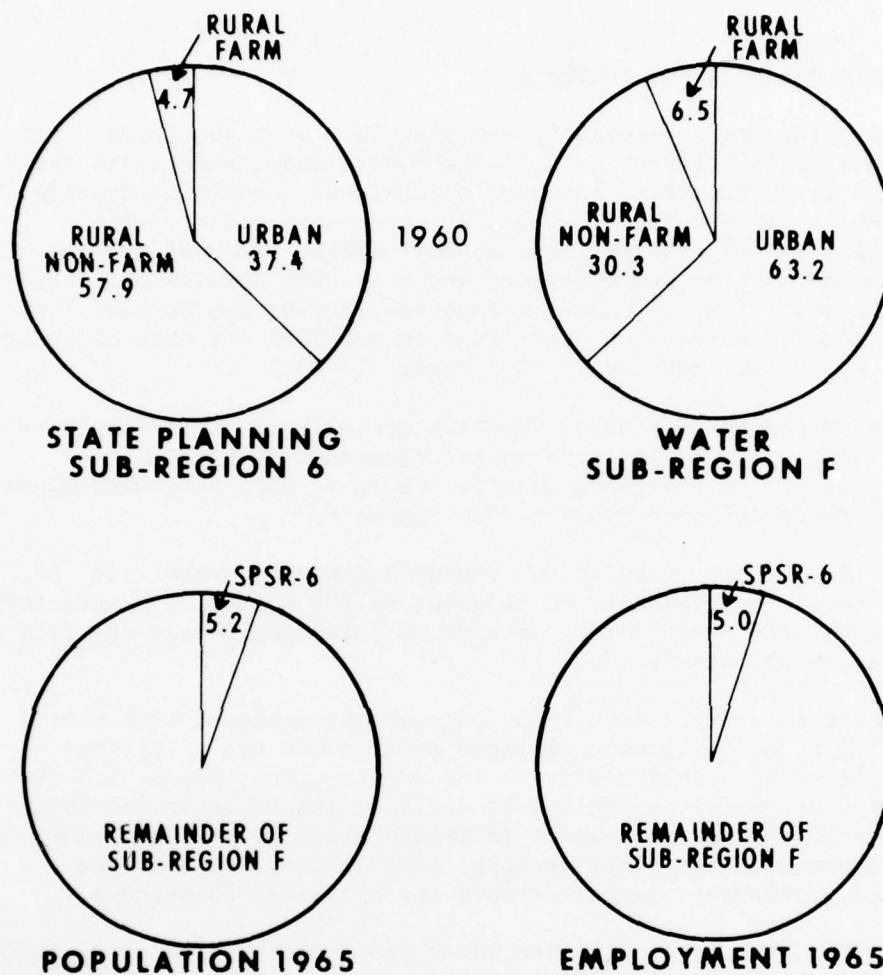 RURAL
FARM
4.7
RURAL
NON-FARM
57.9
URBAN
37.4
STATE PLANNING
SUB-REGION 6
1960
RURAL
FARM
6.5
RURAL
NON-FARM
30.3
URBAN
63.2
WATER
SUB-REGION F
SPSR-6
5.2
REMAINDER OF
SUB-REGION F
POPULATION 1965
SPSR-6
5.0
REMAINDER OF
SUB-REGION F
EMPLOYMENT 1965